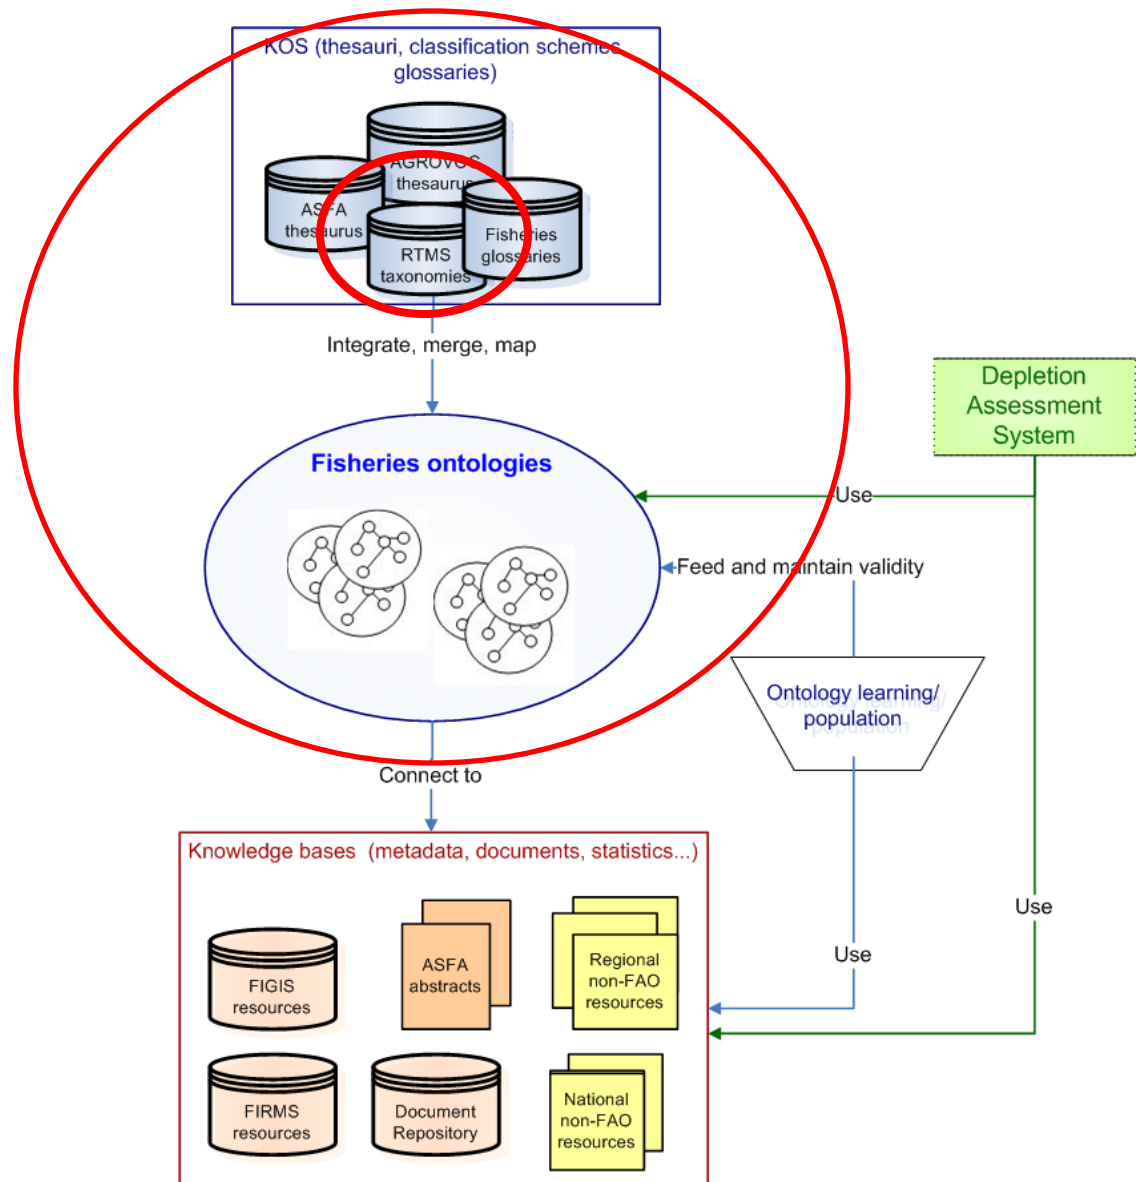 KOS (thesauri, classification schemes
glossaries)
AGROVOC
thesaurus
ASFA
thesaurus
Fisheries
glossaries
RTMS
taxonomies
Integrate, merge, map
Depletion
Assessment
System
Fisheries ontologies
Use
Feed and maintain validity
Ontology learning/
population
Connect to
Knowledge bases (metadata, documents, statistics...)
Use
Use
FIGIS
resources
ASFA
abstracts
Regional
non-FAO
resources
FIRMS
resources
Document
Repository
National
non-FAO
resources